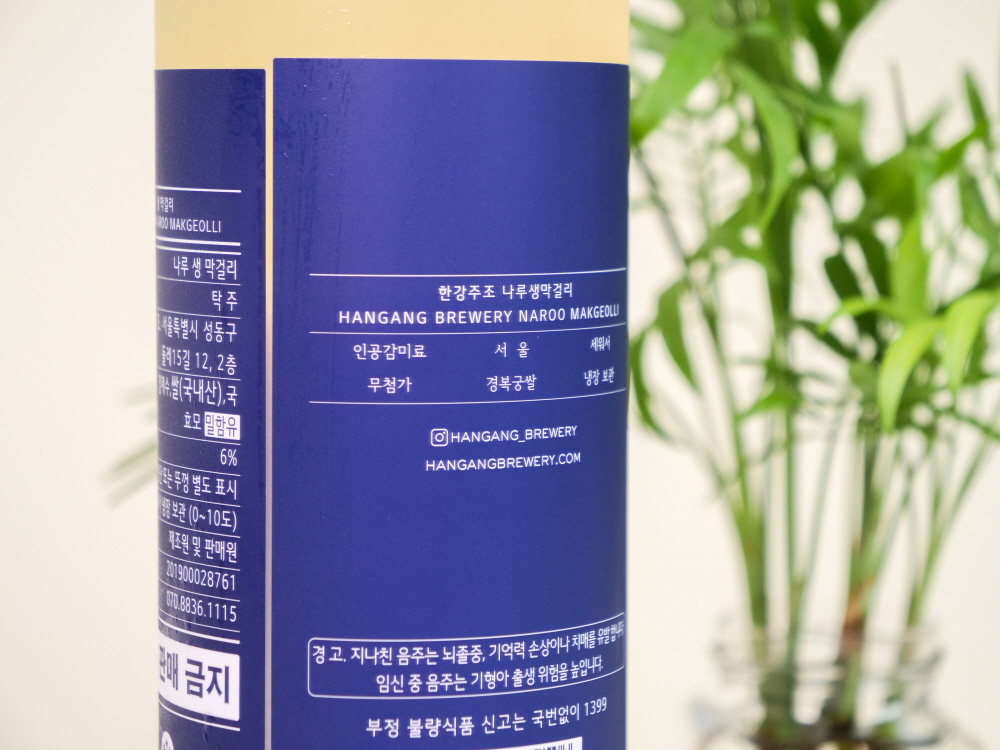 막걸리
NAROO MAKGEOLLI
나루 생 막걸리
탁 주
서울특별시 성동구
둘레15길 12, 2층
쌀(국내산),국
효모 밀함유
6%
또는 뚜껑 별도 표시
냉장 보관 (0~10도)
제조원 및 판매원
201900028761
070.8836.1115
판매 금지
한강주조 나루생막걸리
HANGANG BREWERY NAROO MAKGEOLLI
인공감미료 서 울 세워서
무첨가 경복궁쌀 냉장 보관
HANGANG_BREWERY
HANGANGBREWERY.COM
경 고. 지나친 음주는 뇌졸중, 기억력 손상이나 치매를 유발합니다.
임신 중 음주는 기형아 출생 위험을 높입니다.
부정 불량식품 신고는 국번없이 1399